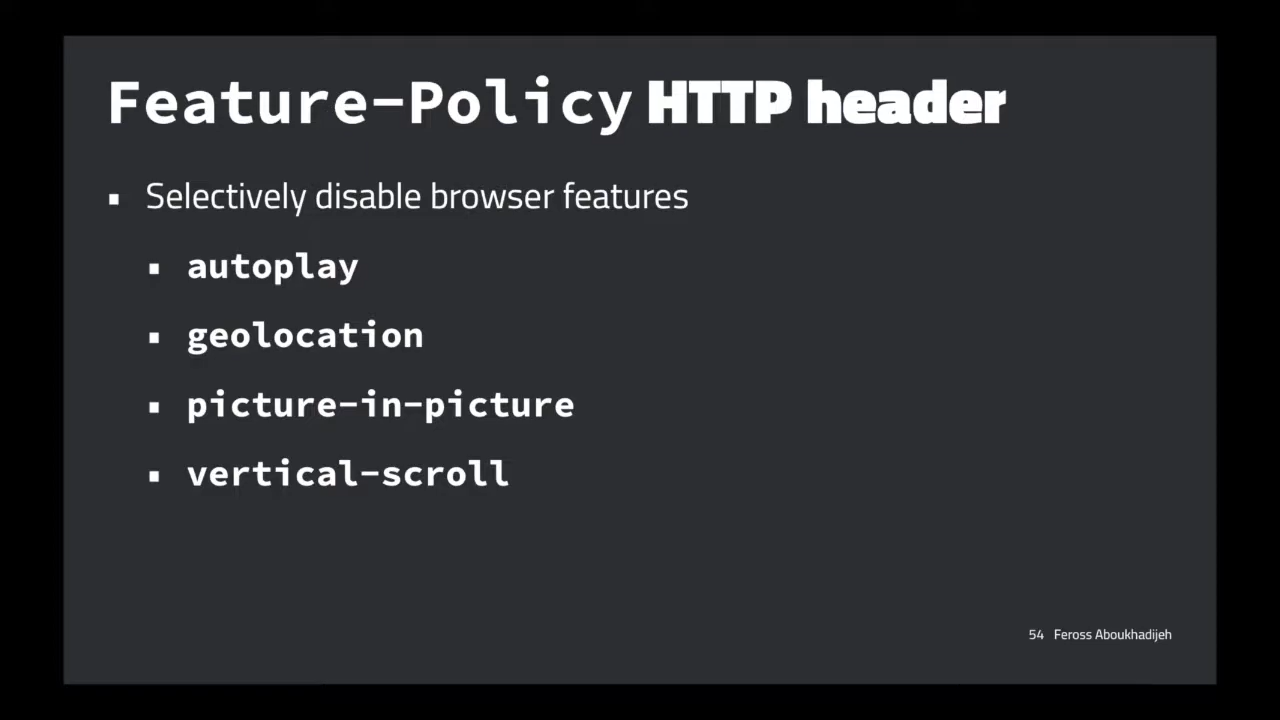 Feature-Policy HTTP header
▪ Selectively disable browser features
▪ autoplay
▪ geolocation
▪ picture-in-picture
▪ vertical-scroll
54 Feross Aboukhadijeh